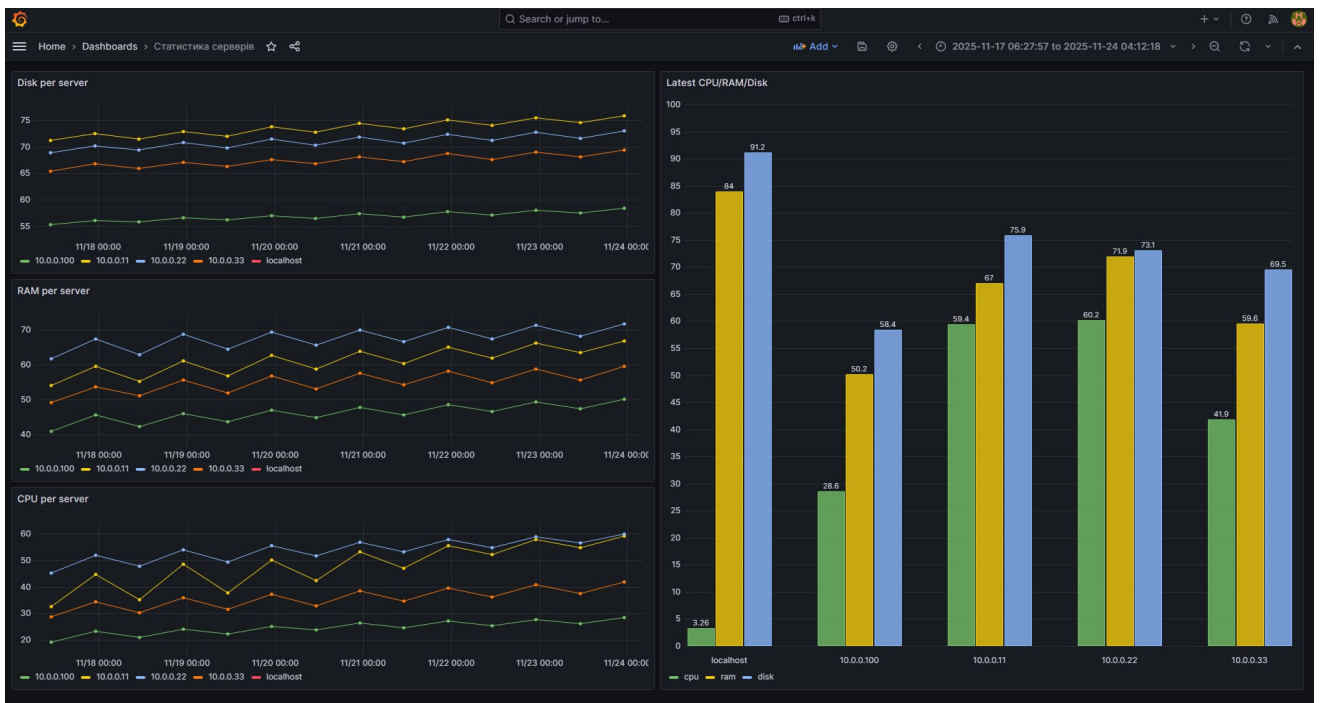 Search or jump to... ctrl+k
Home › Dashboards › Статистика серверів Add 2025-11-17 06:27:57 to 2025-11-24 04:12:18
Disk per server
75
70
65
60
55
11/18 00:00 11/19 00:00 11/20 00:00 11/21 00:00 11/22 00:00 11/23 00:00 11/24 00:0(
10.0.0.100 10.0.0.11 10.0.0.22 10.0.0.33 localhost
RAM per server
70
60
50
40
11/18 00:00 11/19 00:00 11/20 00:00 11/21 00:00 11/22 00:00 11/23 00:00 11/24 00:0(
10.0.0.100 10.0.0.11 10.0.0.22 10.0.0.33 localhost
CPU per server
60
50
40
30
20
11/18 00:00 11/19 00:00 11/20 00:00 11/21 00:00 11/22 00:00 11/23 00:00 11/24 00:0(
10.0.0.100 10.0.0.11 10.0.0.22 10.0.0.33 localhost
Latest CPU/RAM/Disk
100
95
90
85
80
75
70
65
60
55
50
45
40
35
30
25
20
15
10
5
0
3.26 84 91.2
28.6 50.2 58.4
59.4 67 75.9
60.2 71.9 73.1
41.9 59.6 69.5
localhost 10.0.0.100 10.0.0.11 10.0.0.22 10.0.0.33
cpu ram disk